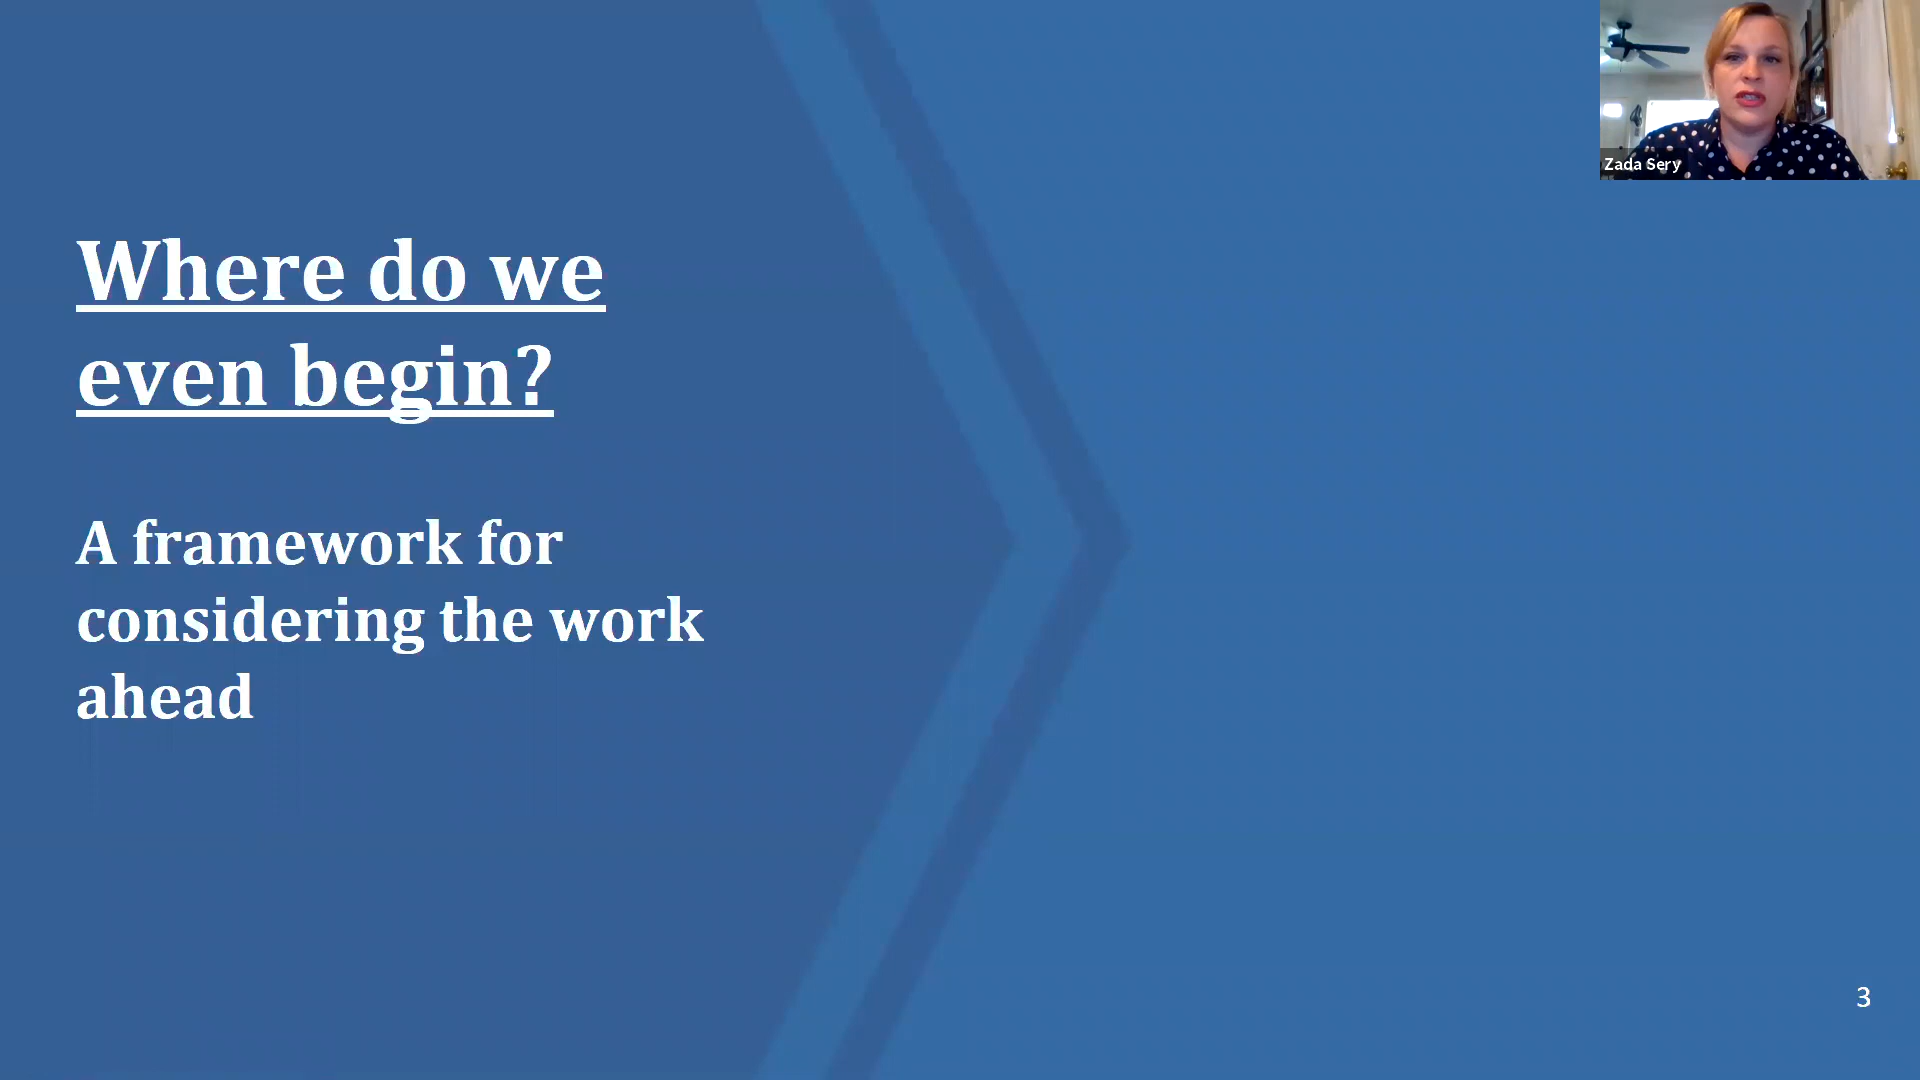 Zada Sery
Where do we
even begin?
A framework for
considering the work
ahead
3